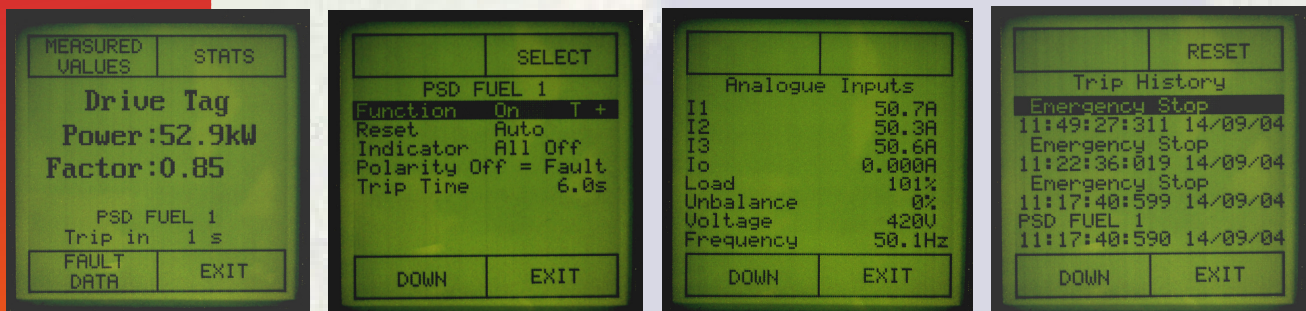 MEASURED VALUES STATS
Drive Tag
Power:52.9kW
Factor:0.85
PSD FUEL 1
Trip in 1 s
FAULT DATA EXIT
SELECT
PSD FUEL 1
Function On T +
Reset Auto
Indicator All Off
Polarity Off = Fault
Trip Time 6.0s
DOWN EXIT
Analogue Inputs
I1 50.7A
I2 50.3A
I3 50.6A
Io 0.000A
Load 101%
Unbalance 0%
Voltage 420V
Frequency 50.1Hz
DOWN EXIT
RESET
Trip History
Emergency Stop
11:49:27:311 14/09/04
Emergency Stop
11:22:36:019 14/09/04
Emergency Stop
11:17:40:599 14/09/04
PSD FUEL 1
11:17:40:590 14/09/04
DOWN EXIT